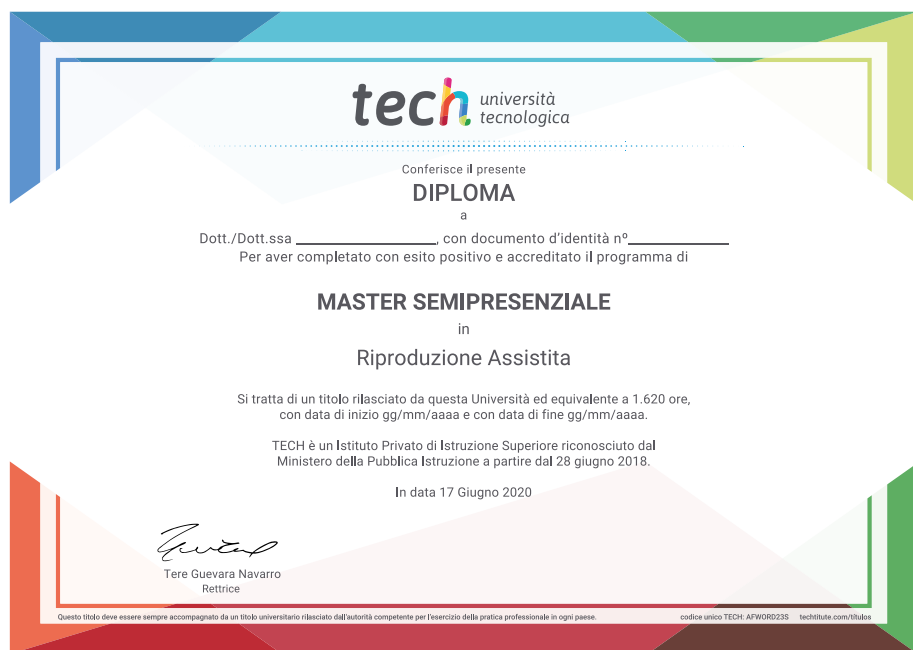 tech università
tecnologica
Conferisce il presente
DIPLOMA
a
Dott./Dott.ssa ____________________, con documento d'identità nº______________
Per aver completato con esito positivo e accreditato il programma di
MASTER SEMIPRESENZIALE
in
Riproduzione Assistita
Si tratta di un titolo rilasciato da questa Università ed equivalente a 1.620 ore,
con data di inizio gg/mm/aaaa e con data di fine gg/mm/aaaa.
TECH è un Istituto Privato di Istruzione Superiore riconosciuto dal
Ministero della Pubblica Istruzione a partire dal 28 giugno 2018.
In data 17 Giugno 2020
Tere Guevara Navarro
Rettrice
Questo titolo deve essere sempre accompagnato da un titolo universitario rilasciato dall'autorità competente per l'esercizio della pratica professionale in ogni paese. codice unico TECH: AFWORD23S techtitute.com/titulos